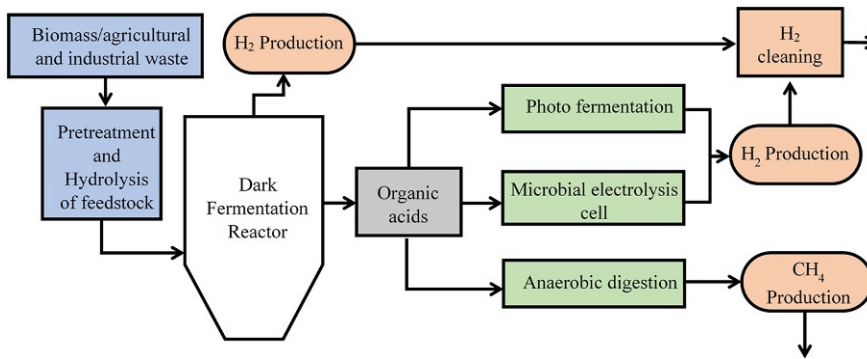 Biomass/agricultural
and industrial waste
H₂ Production
H₂
cleaning
Pretreatment
and
Hydrolysis
of feedstock
Dark
Fermentation
Reactor
Organic
acids
Photo fermentation
Microbial electrolysis
cell
Anaerobic digestion
H₂ Production
CH₄
Production